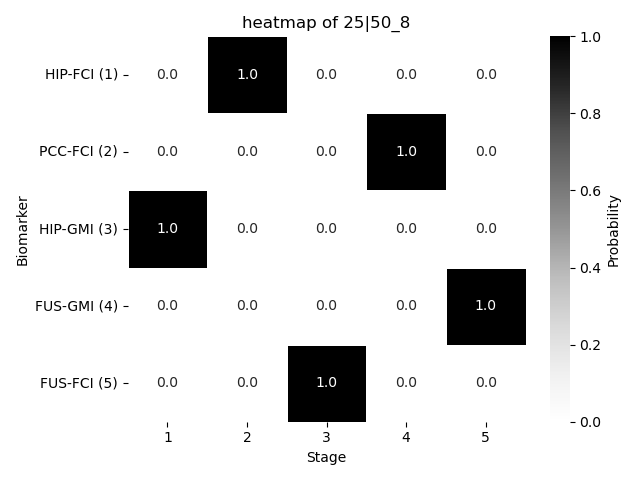 heatmap of 25|50_8
Biomarker
HIP-FCI (1) 0.0 1.0 0.0 0.0 0.0
PCC-FCI (2) 0.0 0.0 0.0 1.0 0.0
HIP-GMI (3) 1.0 0.0 0.0 0.0 0.0
FUS-GMI (4) 0.0 0.0 0.0 0.0 1.0
FUS-FCI (5) 0.0 0.0 1.0 0.0 0.0
1 2 3 4 5
Stage
1.0
0.8
0.6
0.4
0.2
0.0
Probability